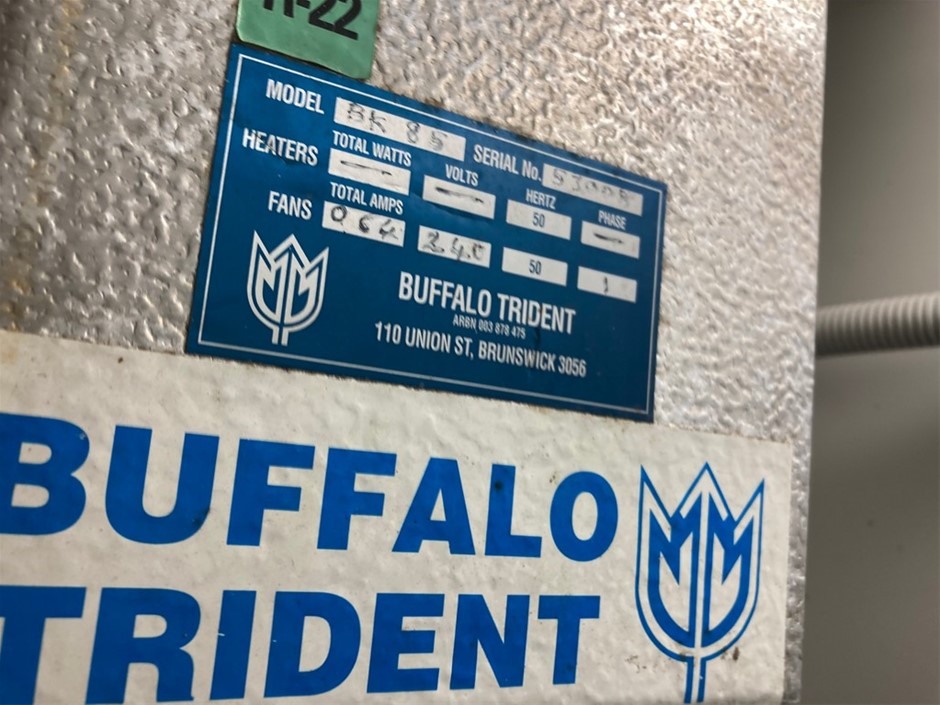 R-22
MODEL BK 85 SERIAL No.
HEATERS TOTAL WATTS — VOLTS — HERTZ 50 PHASE —
FANS TOTAL AMPS 0.64 240 50 1
BUFFALO TRIDENT
ARBN 003 878 475
110 UNION ST, BRUNSWICK 3056
BUFFALO
TRIDENT